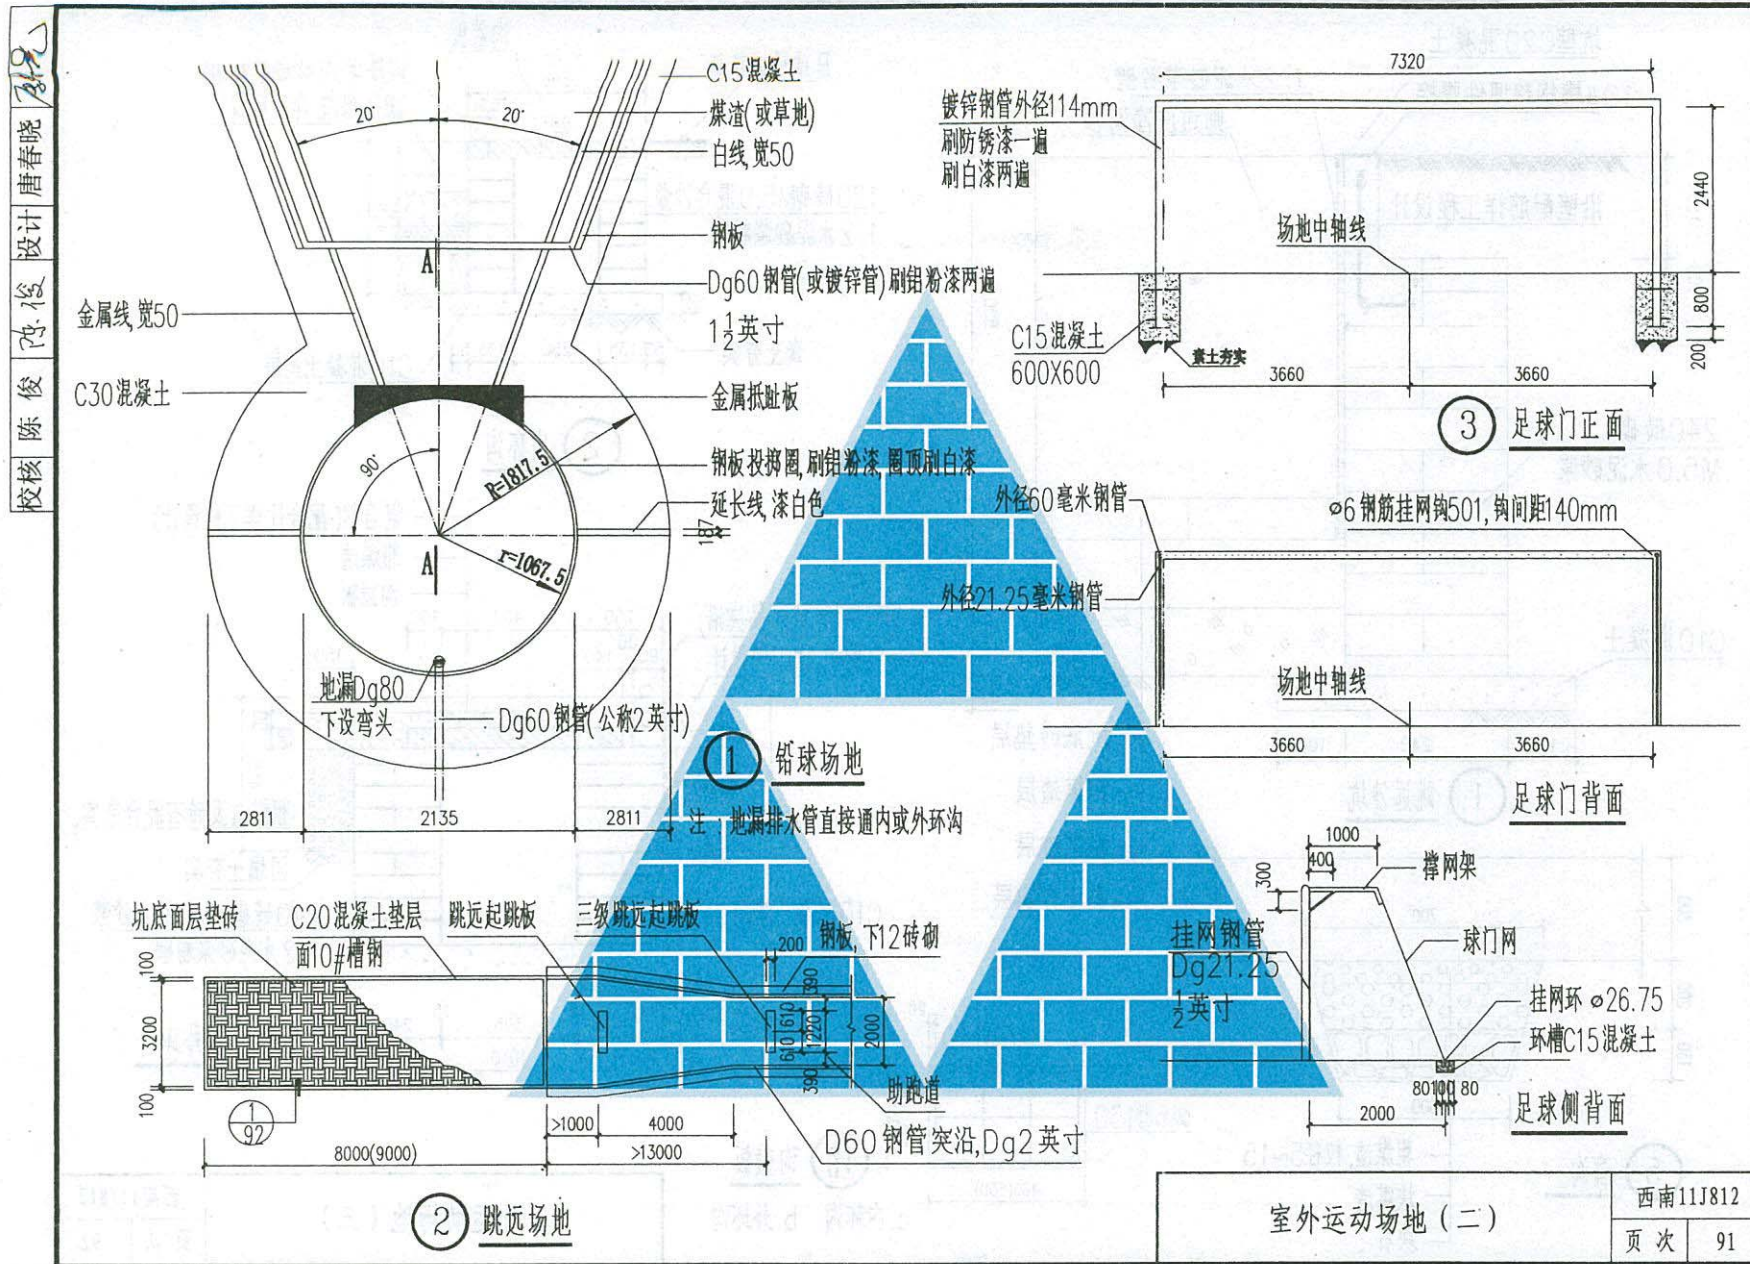 校核 陈俊 设计 唐春晓
C15混凝土
煤渣(或草地)
白线,宽50
钢板
Dg60钢管(或镀锌管)刷铝粉漆两遍
1½英寸
金属抵趾板
钢板投掷圈,刷铝粉漆,圈顶刷白漆
延长线,漆白色
20°
20°
A
金属线,宽50
C30混凝土
90°
R=1817.5
r=1067.5
A
187
地漏Dg80
下设弯头
Dg60钢管(公称2英寸)
2811
2135
2811
1 铅球场地
注:地漏排水管直接通内或外环沟
7320
镀锌钢管外径114mm
刷防锈漆一遍
刷白漆两遍
2440
场地中轴线
800
200
C15混凝土
600X600
素土夯实
3660
3660
3 足球门正面
外径60毫米钢管
ø6钢筋挂网钩501,钩间距140mm
外径21.25毫米钢管
场地中轴线
3660
3660
足球门背面
1000
400
300
撑网架
挂网钢管
Dg21.25
½英寸
球门网
挂网环ø26.75
环槽C15混凝土
80 100 80
2000
足球侧背面
坑底面层垫砖
C20混凝土垫层
面10#槽钢
跳远起跳板
三级跳远起跳板
200
钢板,下12砖砌
100
3200
100
390
610
610
1220
390
2000
助跑道
1
92
>1000
4000
8000(9000)
>13000
D60钢管突沿,Dg2英寸
2 跳远场地
室外运动场地(二)
西南11J812
页次 91